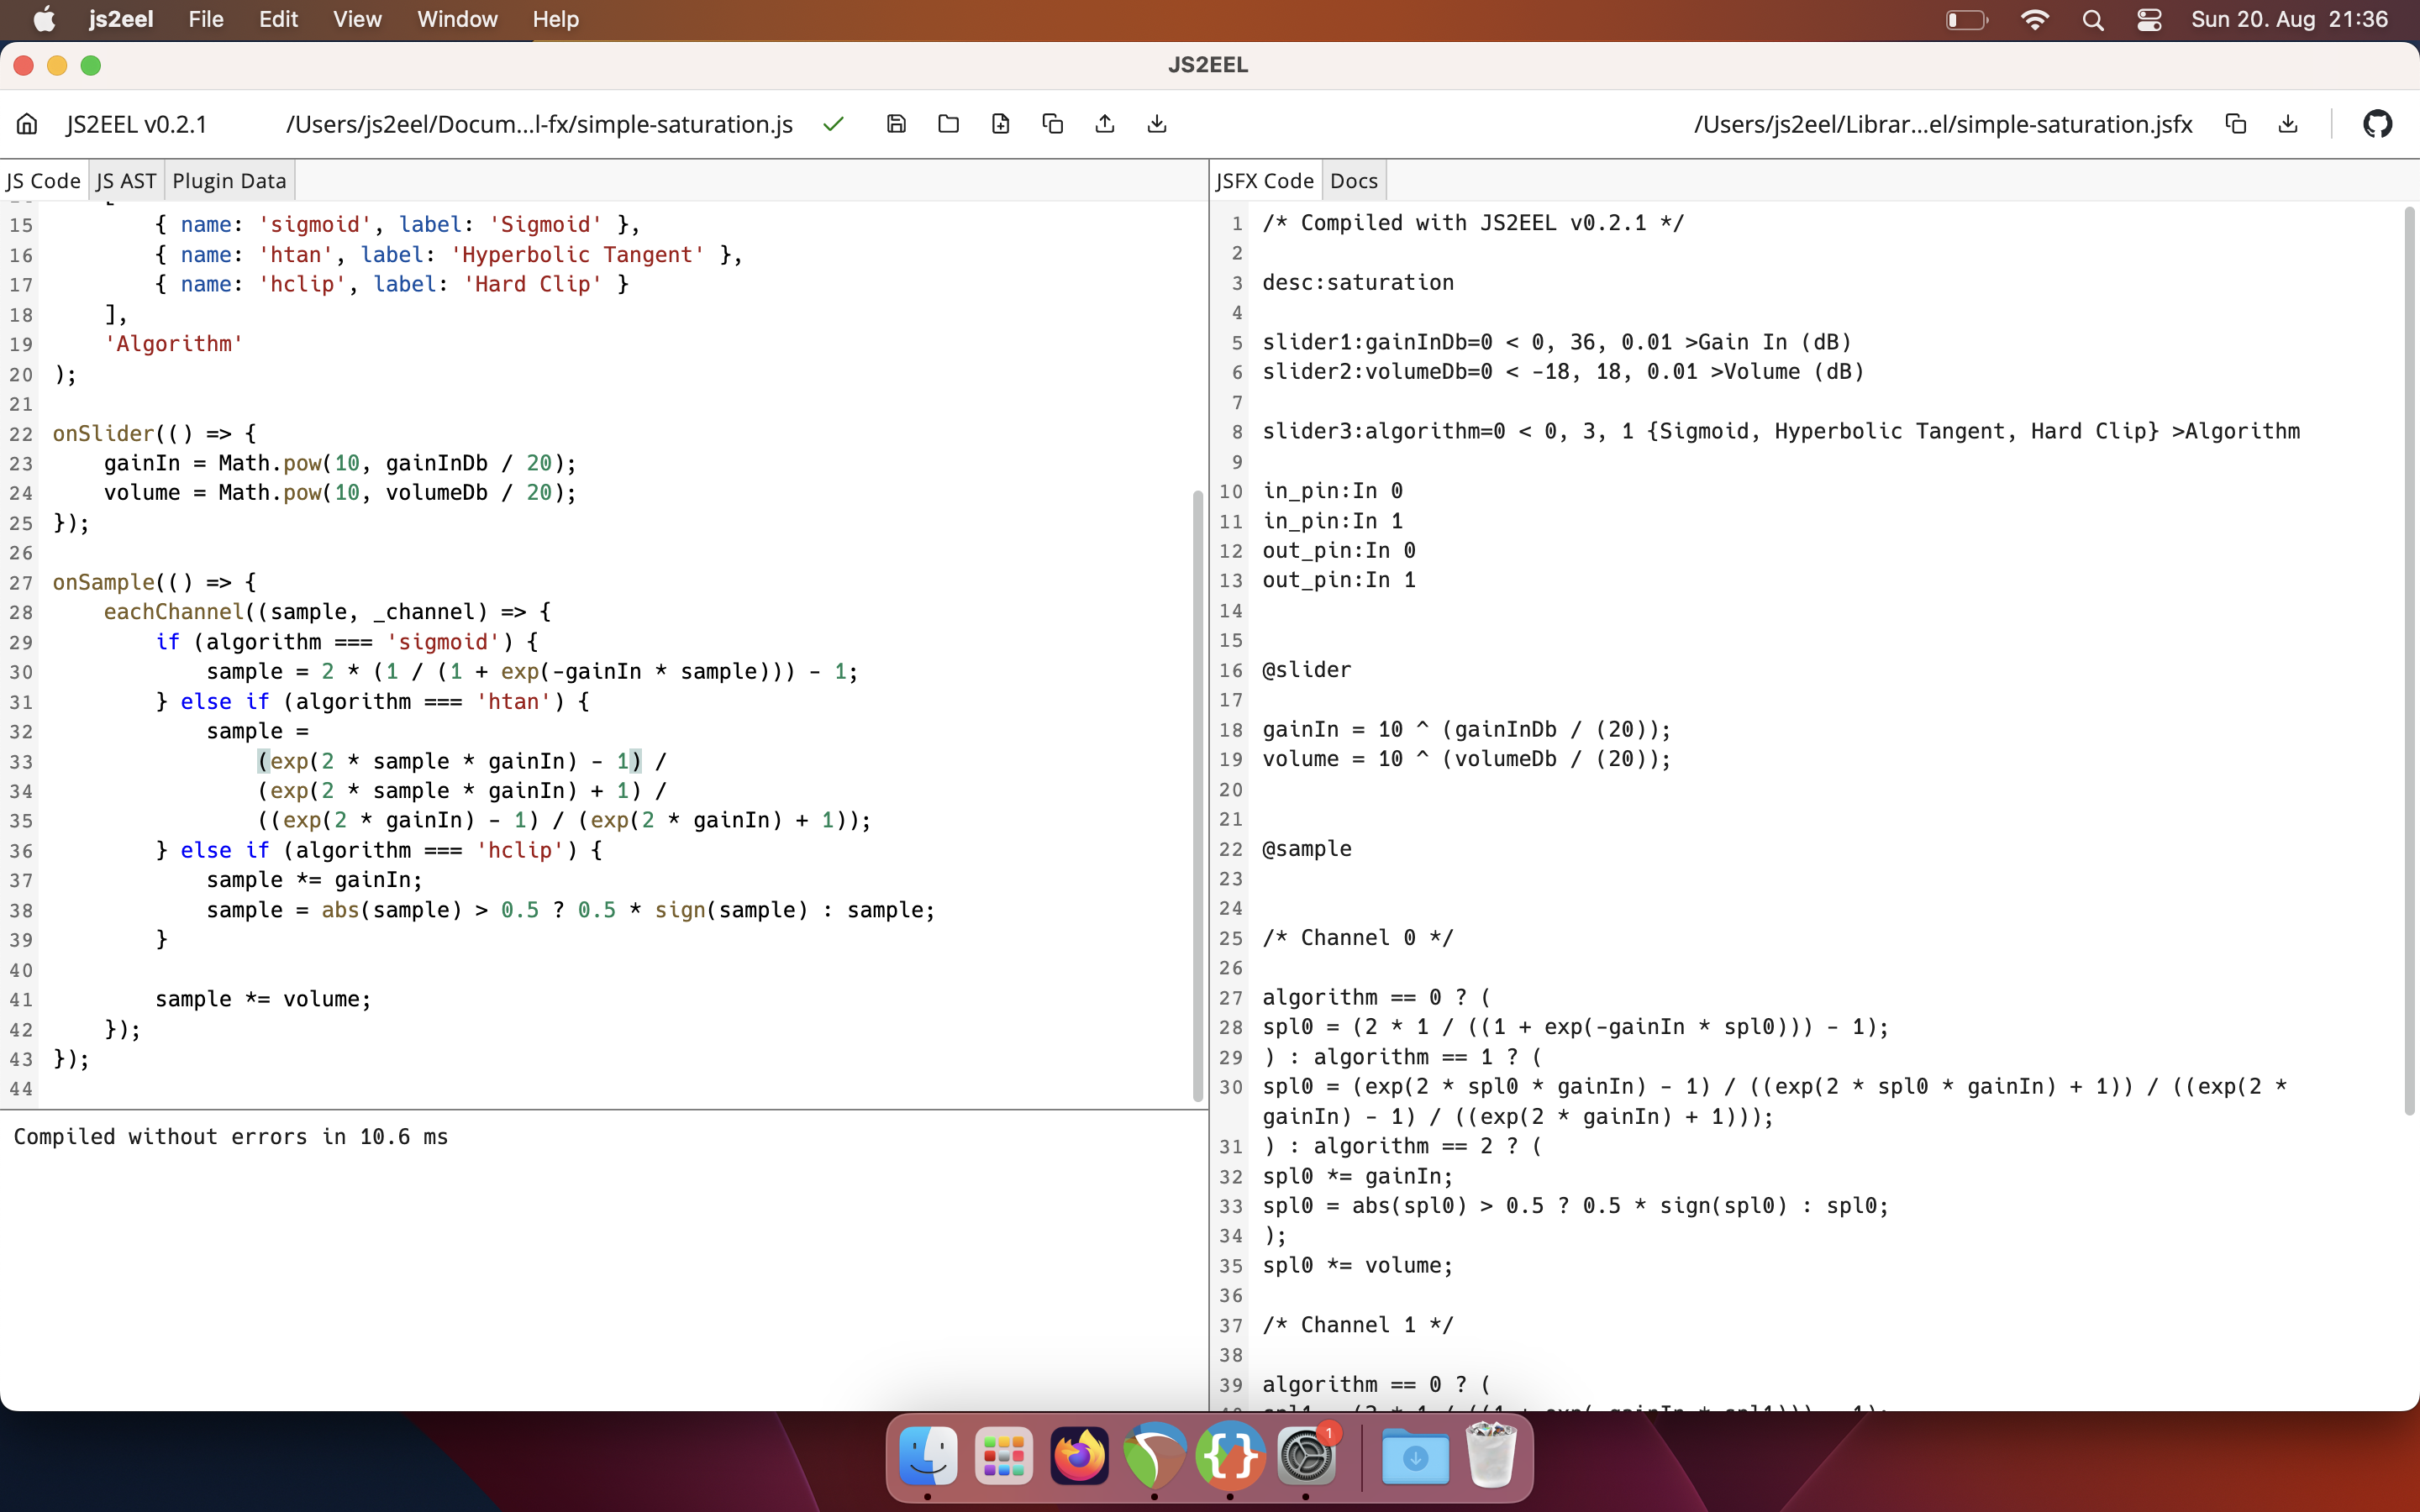 js2eel File Edit View Window Help Sun 20. Aug 21:36
JS2EEL
JS2EEL v0.2.1 /Users/js2eel/Docum...l-fx/simple-saturation.js /Users/js2eel/Librar...el/simple-saturation.jsfx
JS Code JS AST Plugin Data
15 { name: 'sigmoid', label: 'Sigmoid' },
16 { name: 'htan', label: 'Hyperbolic Tangent' },
17 { name: 'hclip', label: 'Hard Clip' }
18 ],
19 'Algorithm'
20 );
21
22 onSlider(() => {
23 gainIn = Math.pow(10, gainInDb / 20);
24 volume = Math.pow(10, volumeDb / 20);
25 });
26
27 onSample(() => {
28 eachChannel((sample, _channel) => {
29 if (algorithm === 'sigmoid') {
30 sample = 2 * (1 / (1 + exp(-gainIn * sample))) - 1;
31 } else if (algorithm === 'htan') {
32 sample =
33 (exp(2 * sample * gainIn) - 1) /
34 (exp(2 * sample * gainIn) + 1) /
35 ((exp(2 * gainIn) - 1) / (exp(2 * gainIn) + 1));
36 } else if (algorithm === 'hclip') {
37 sample *= gainIn;
38 sample = abs(sample) > 0.5 ? 0.5 * sign(sample) : sample;
39 }
40
41 sample *= volume;
42 });
43 });
44
Compiled without errors in 10.6 ms
JSFX Code Docs
1 /* Compiled with JS2EEL v0.2.1 */
2
3 desc:saturation
4
5 slider1:gainInDb=0 < 0, 36, 0.01 >Gain In (dB)
6 slider2:volumeDb=0 < -18, 18, 0.01 >Volume (dB)
7
8 slider3:algorithm=0 < 0, 3, 1 {Sigmoid, Hyperbolic Tangent, Hard Clip} >Algorithm
9
10 in_pin:In 0
11 in_pin:In 1
12 out_pin:In 0
13 out_pin:In 1
14
15
16 @slider
17
18 gainIn = 10 ^ (gainInDb / (20));
19 volume = 10 ^ (volumeDb / (20));
20
21
22 @sample
23
24
25 /* Channel 0 */
26
27 algorithm == 0 ? (
28 spl0 = (2 * 1 / ((1 + exp(-gainIn * spl0))) - 1);
29 ) : algorithm == 1 ? (
30 spl0 = (exp(2 * spl0 * gainIn) - 1) / ((exp(2 * spl0 * gainIn) + 1)) / ((exp(2 *
gainIn) - 1) / ((exp(2 * gainIn) + 1)));
31 ) : algorithm == 2 ? (
32 spl0 *= gainIn;
33 spl0 = abs(spl0) > 0.5 ? 0.5 * sign(spl0) : spl0;
34 );
35 spl0 *= volume;
36
37 /* Channel 1 */
38
39 algorithm == 0 ? (
1